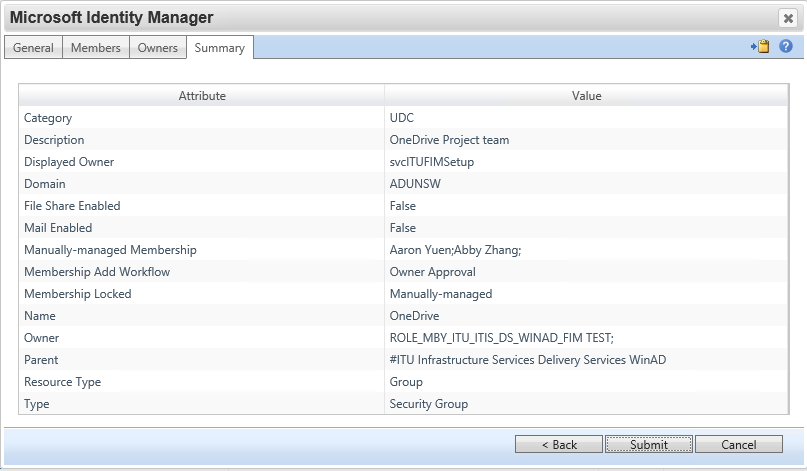 Microsoft Identity Manager
General Members Owners Summary
Attribute Value
Category UDC
Description OneDrive Project team
Displayed Owner svcITUFIMSetup
Domain ADUNSW
File Share Enabled False
Mail Enabled False
Manually-managed Membership Aaron Yuen;Abby Zhang;
Membership Add Workflow Owner Approval
Membership Locked Manually-managed
Name OneDrive
Owner ROLE_MBY_ITU_ITIS_DS_WINAD_FIM TEST;
Parent #ITU Infrastructure Services Delivery Services WinAD
Resource Type Group
Type Security Group
< Back Submit Cancel